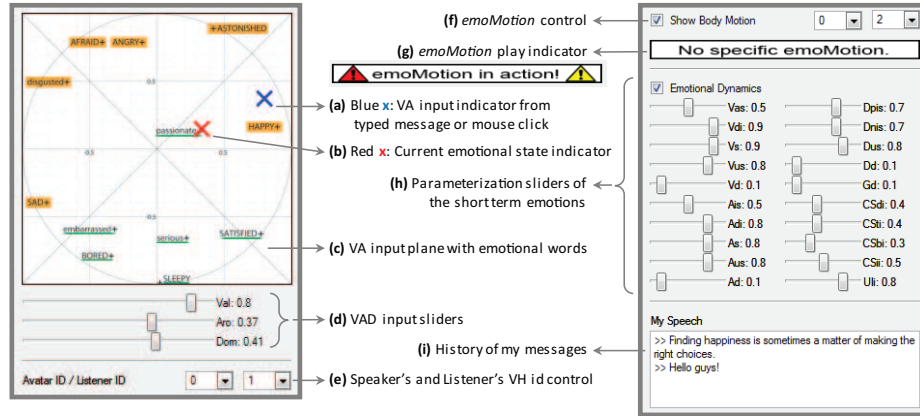 AFRAID+ ANGRY+ +ASTONISHED
disgusted+
0.5
HAPPY+
passionate
-0.5 0.5
SAD+
-0.5
embarrassed+ serious+ SATISFIED+
BORED+
+SLEEPY
Val: 0.8
Aro: 0.37
Dom: 0.41
Avatar ID / Listener ID 0 1
(f) emoMotion control
(g) emoMotion play indicator
emoMotion in action!
(a) Blue x: VA input indicator from
typed message or mouse click
(b) Red x: Current emotional state indicator
(h) Parameterization sliders of
the short term emotions
(c) VA input plane with emotional words
(d) VAD input sliders
(i) History of my messages
(e) Speaker's and Listener's VH id control
Show Body Motion 0 2
No specific emoMotion.
Emotional Dynamics
Vas: 0.5 Dpis: 0.7
Vdi: 0.9 Dnis: 0.7
Vs: 0.9 Dus: 0.8
Vus: 0.8 Dd: 0.1
Vd: 0.1 Gd: 0.1
Ais: 0.5 CSdi: 0.4
Adi: 0.8 CSti: 0.4
As: 0.8 CSbi: 0.3
Aus: 0.8 CSii: 0.5
Ad: 0.1 Uli: 0.8
My Speech
>> Finding happiness is sometimes a matter of making the
right choices.
>> Hello guys!